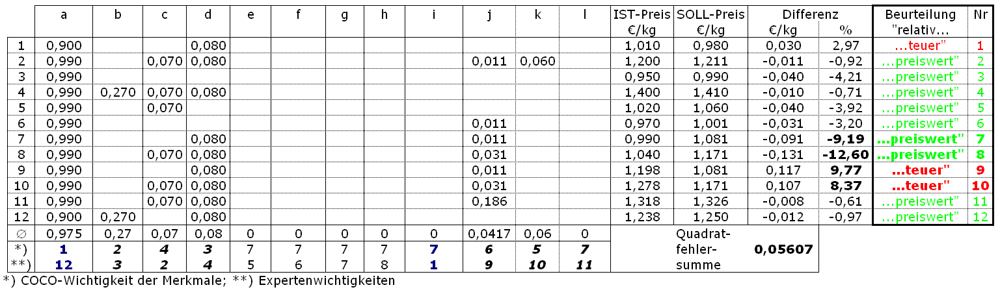 a b c d e f g h i j k l IST-Preis SOLL-Preis Differenz Beurteilung Nr
€/kg €/kg €/kg % "relativ...
1 0,900 0,080 1,010 0,980 0,030 2,97 ...teuer" 1
2 0,990 0,070 0,080 0,011 0,060 1,200 1,211 -0,011 -0,92 ...preiswert" 2
3 0,990 0,950 0,990 -0,040 -4,21 ...preiswert" 3
4 0,990 0,270 0,070 0,080 1,400 1,410 -0,010 -0,71 ...preiswert" 4
5 0,990 0,070 1,020 1,060 -0,040 -3,92 ...preiswert" 5
6 0,990 0,011 0,970 1,001 -0,031 -3,20 ...preiswert" 6
7 0,990 0,080 0,011 0,990 1,081 -0,091 -9,19 ...preiswert" 7
8 0,990 0,070 0,080 0,031 1,040 1,171 -0,131 -12,60 ...preiswert" 8
9 0,990 0,080 0,011 1,198 1,081 0,117 9,77 ...teuer" 9
10 0,990 0,070 0,080 0,031 1,278 1,171 0,107 8,37 ...teuer" 10
11 0,990 0,070 0,080 0,186 1,318 1,326 -0,008 -0,61 ...preiswert" 11
12 0,900 0,270 0,080 1,238 1,250 -0,012 -0,97 ...preiswert" 12
∅ 0,975 0,27 0,07 0,08 0 0 0 0 0 0,0417 0,06 0 Quadrat-
*) 1 2 4 3 7 7 7 7 7 6 5 7 fehler- 0,05607
**) 12 3 2 4 5 6 7 8 1 9 10 11 summe
*) COCO-Wichtigkeit der Merkmale; **) Expertenwichtigkeiten